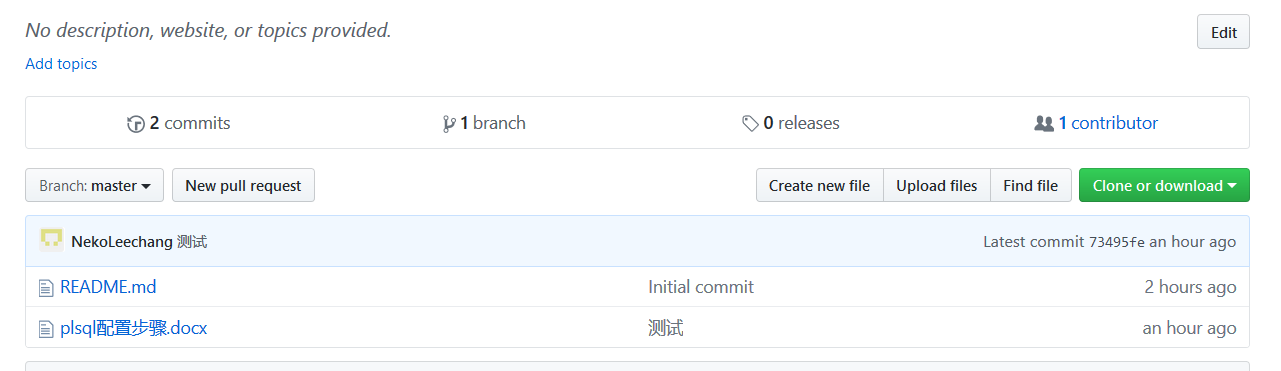 No description, website, or topics provided.
Edit
Add topics
2 commits
1 branch
0 releases
1 contributor
Branch: master
New pull request
Create new file
Upload files
Find file
Clone or download
NekoLeechang 测试
Latest commit 73495fe an hour ago
README.md
Initial commit
2 hours ago
plsql配置步骤.docx
测试
an hour ago